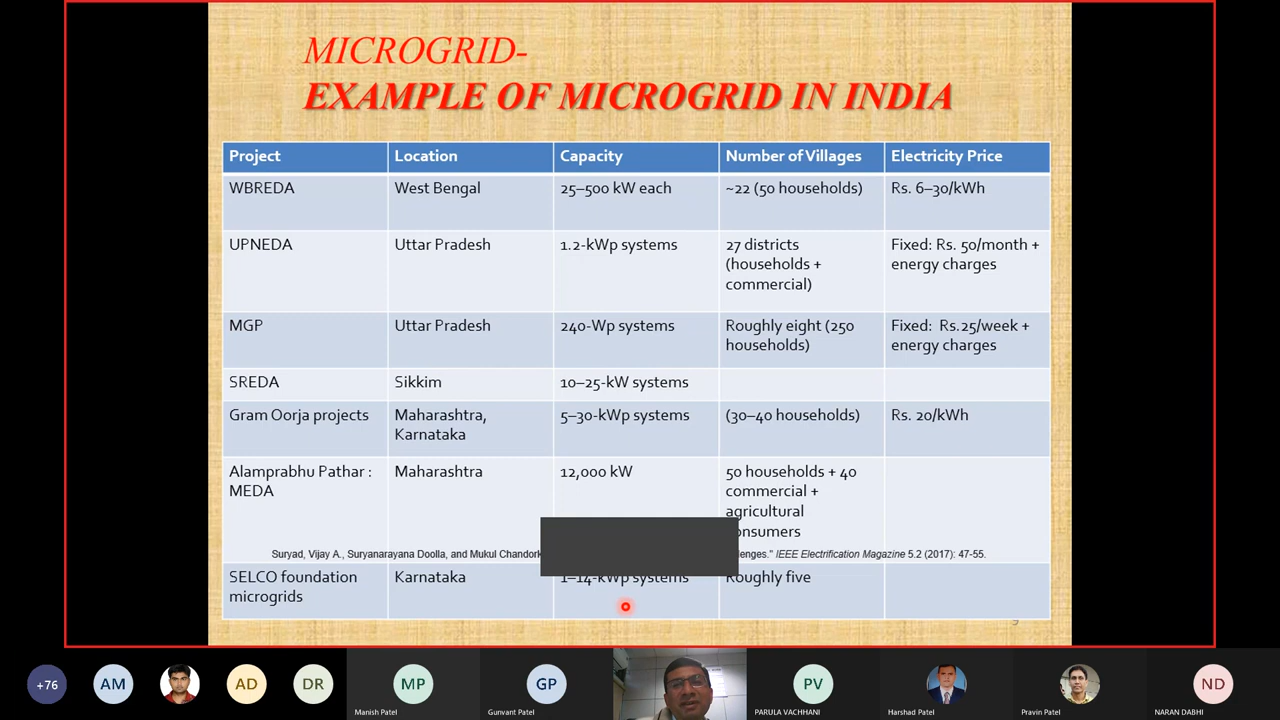 MICROGRID-
EXAMPLE OF MICROGRID IN INDIA
Project Location Capacity Number of Villages Electricity Price
WBREDA West Bengal 25–500 kW each ~22 (50 households) Rs. 6–30/kWh
UPNEDA Uttar Pradesh 1.2-kWp systems 27 districts Fixed: Rs. 50/month +
(households + energy charges
commercial)
MGP Uttar Pradesh 240-Wp systems Roughly eight (250 Fixed: Rs.25/week +
households) energy charges
SREDA Sikkim 10–25-kW systems
Gram Oorja projects Maharashtra, 5–30-kWp systems (30–40 households) Rs. 20/kWh
Karnataka
Alamprabhu Pathar : Maharashtra 12,000 kW 50 households + 40
MEDA commercial +
agricultural
consumers
Suryad, Vijay A., Suryanarayana Doolla, and Mukul IEEE Electrification Magazine 5.2 (2017): 47-55.
SELCO foundation Karnataka 1–14-kWp systems Roughly five
microgrids
9
+76 AM AD DR MP GP PV ND
Manish Patel Gunvant Patel PARULA VACHHANI Harshad Patel Pravin Patel NARAN DABHI